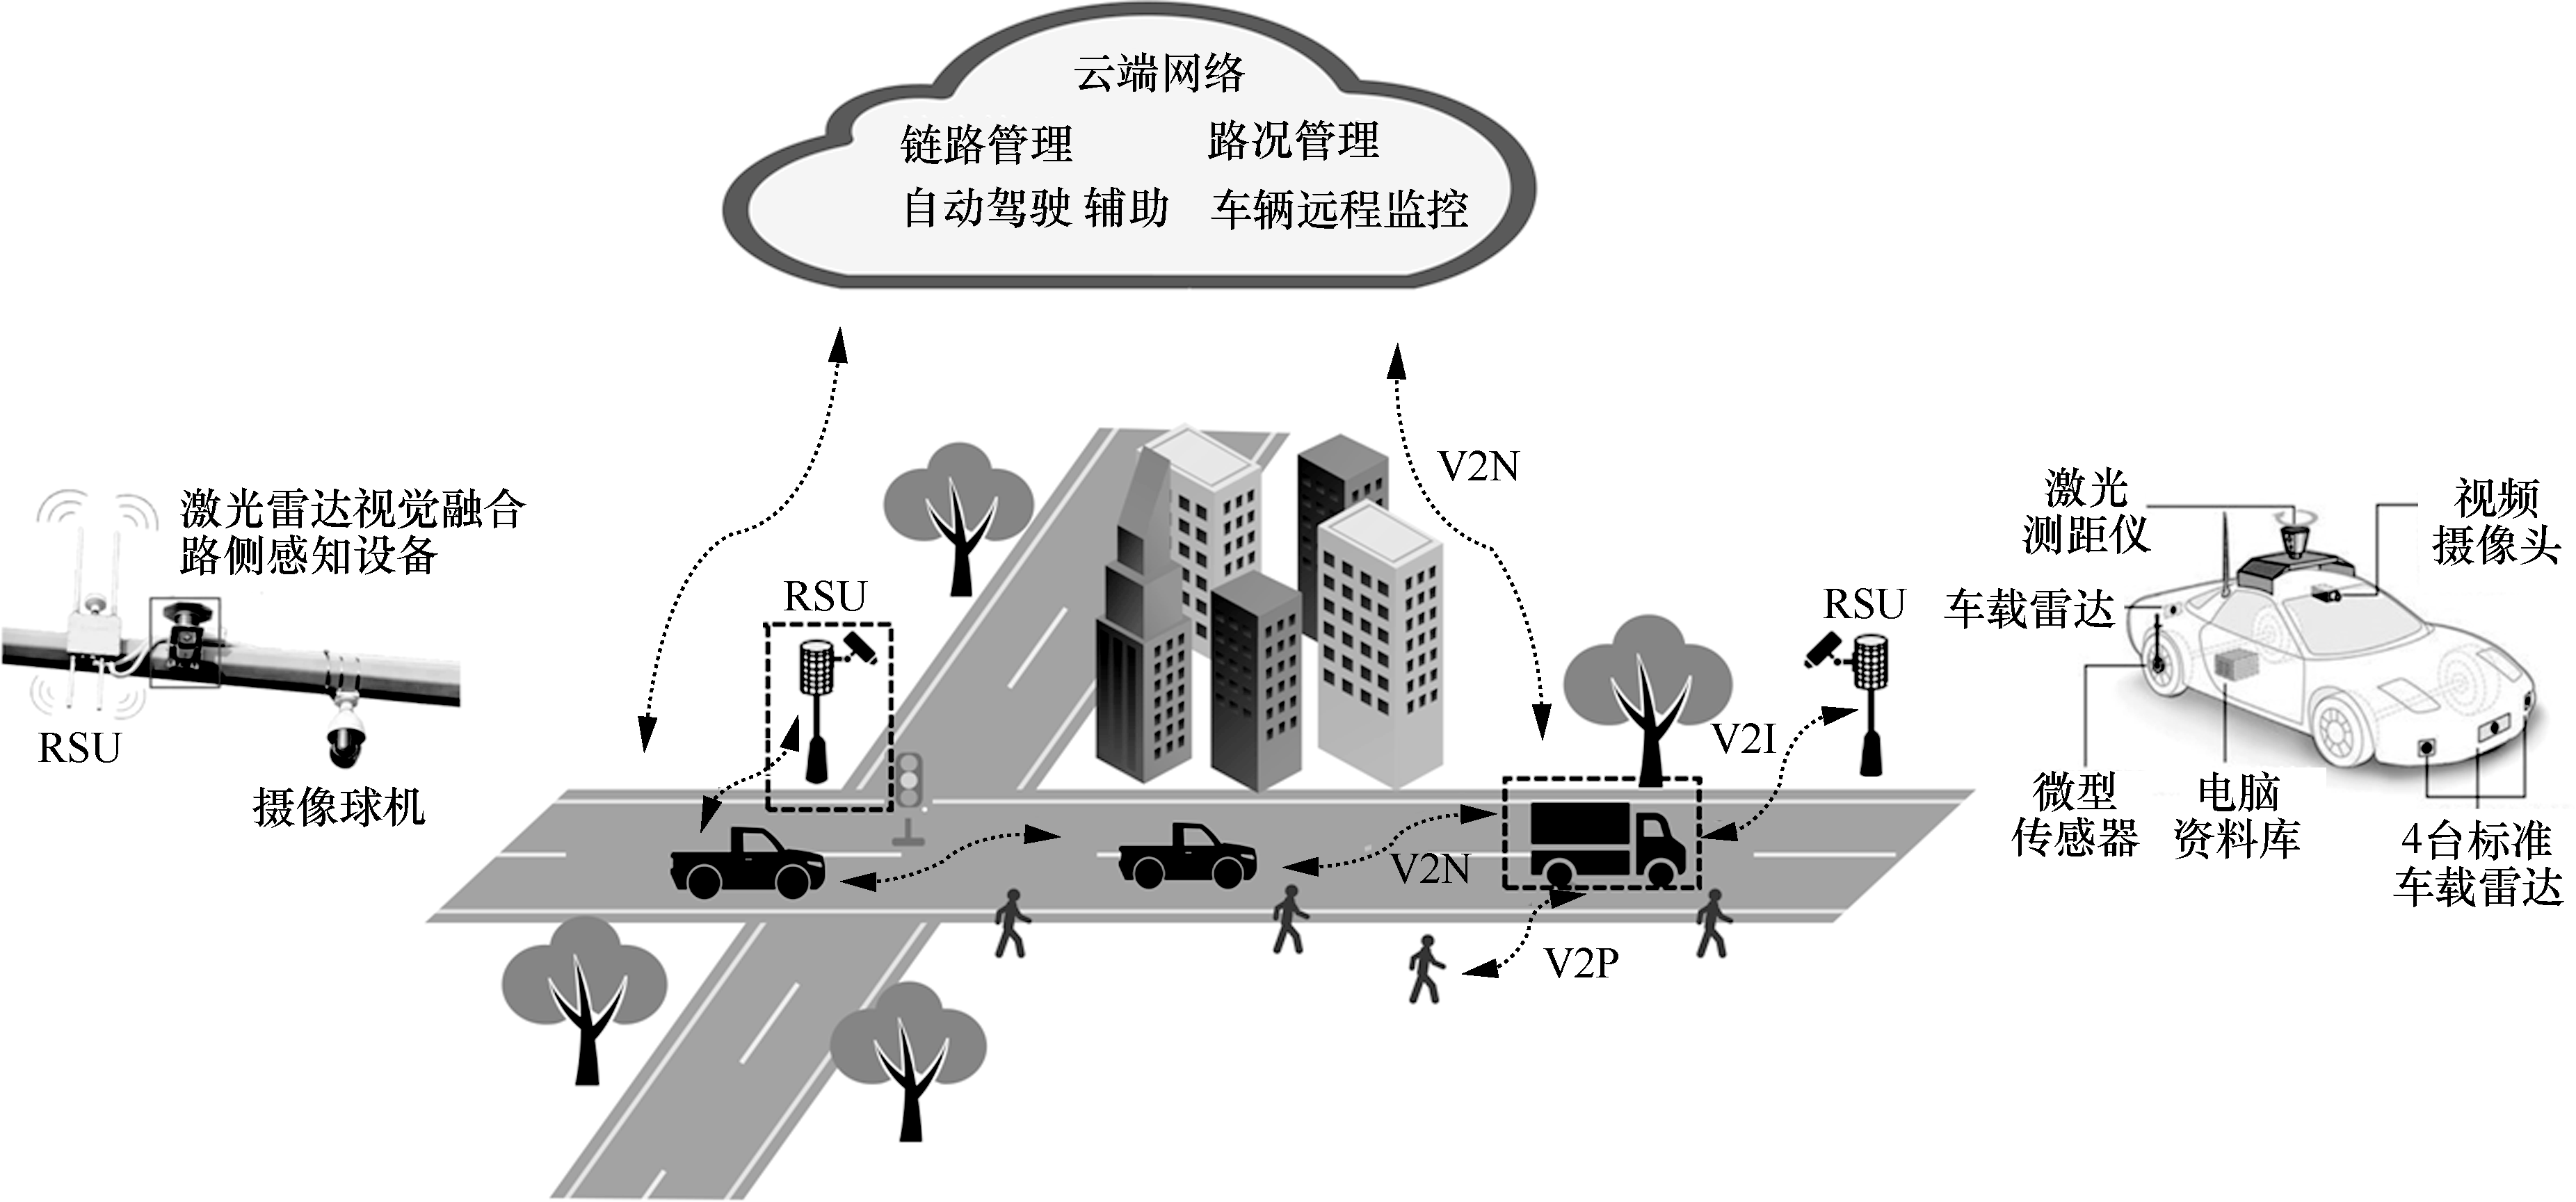 云端网络
链路管理
路况管理
自动驾驶 辅助
车辆远程监控
V2N
激光雷达视觉融合
路侧感知设备
RSU
摄像球机
RSU
RSU
V2I
V2N
V2P
激光
测距仪
视频
摄像头
车载雷达
微型
传感器
电脑
资料库
4台标准
车载雷达